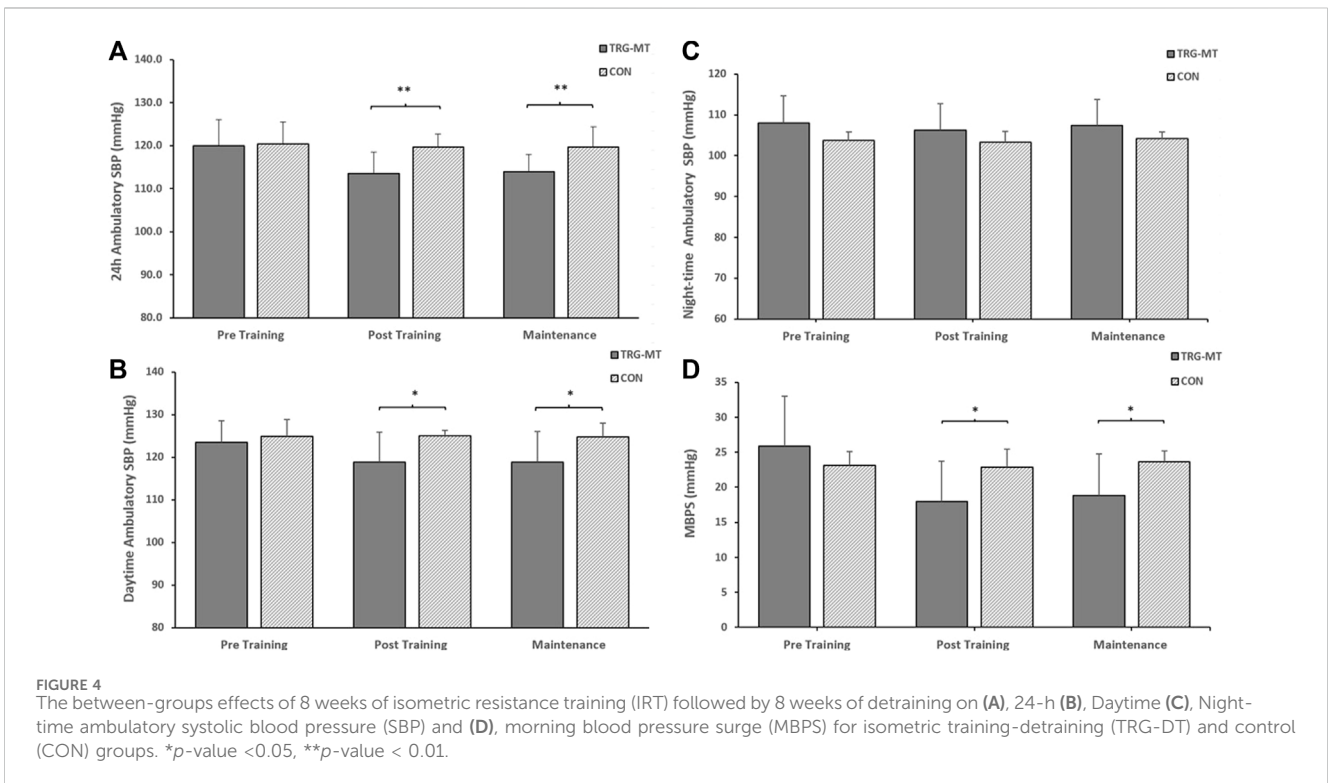 A
TRG-MT
CON
140.0
130.0
120.0
110.0
100.0
90.0
80.0
24h Ambulatory SBP (mmHg)
**
**
Pre Training
Post Training
Maintenance
C
TRG-MT
CON
120
110
100
90
80
70
60
Night-time Ambulatory SBP (mmHg)
Pre Training
Post Training
Maintenance
B
TRG-MT
CON
140
130
120
110
100
90
80
Daytime Ambulatory SBP (mmHg)
*
*
Pre Training
Post Training
Maintenance
D
TRG-MT
CON
35
30
25
20
15
10
5
0
MBPS (mmHg)
*
*
Pre Training
Post Training
Maintenance
FIGURE 4
The between-groups effects of 8 weeks of isometric resistance training (IRT) followed by 8 weeks of detraining on (A), 24-h (B), Daytime (C), Night-
time ambulatory systolic blood pressure (SBP) and (D), morning blood pressure surge (MBPS) for isometric training-detraining (TRG-DT) and control
(CON) groups. *p-value <0.05, **p-value < 0.01.